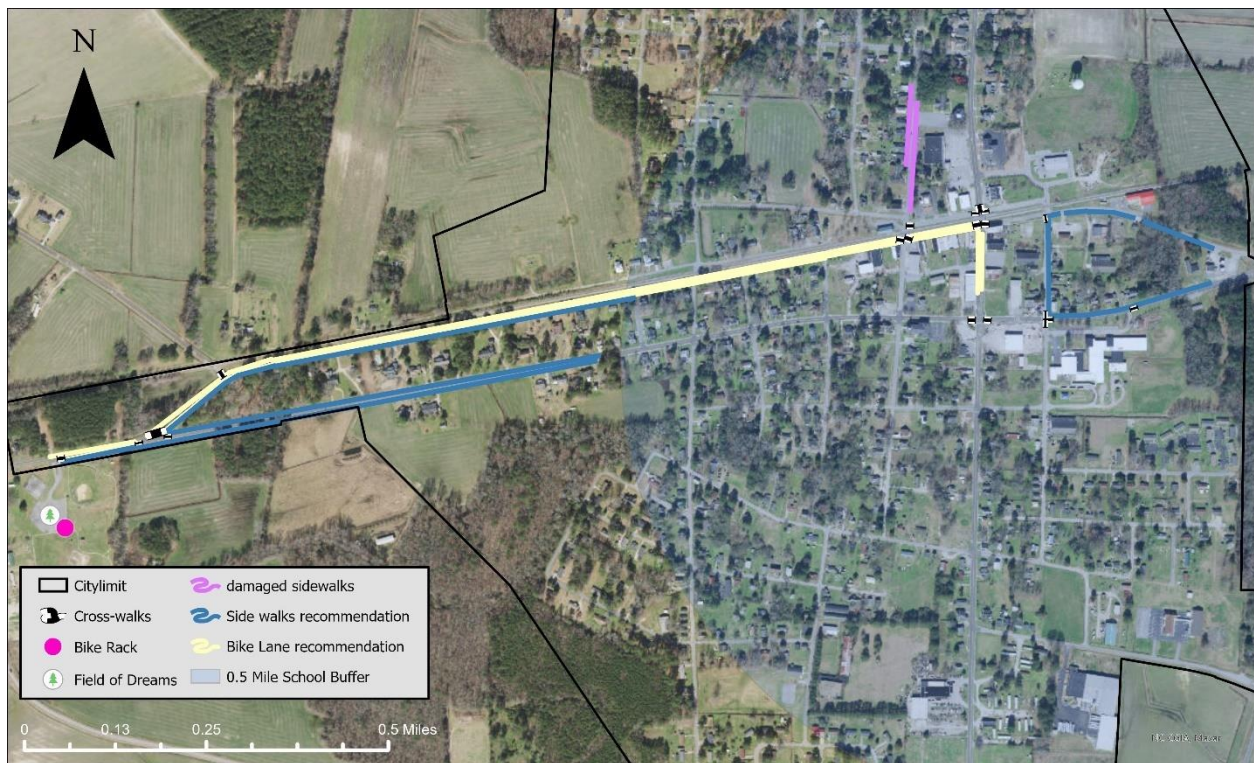 N
Citylimit
damaged sidewalks
Cross-walks
Side walks recommendation
Bike Rack
Bike Lane recommendation
Field of Dreams
0.5 Mile School Buffer
0 0.13 0.25 0.5 Miles